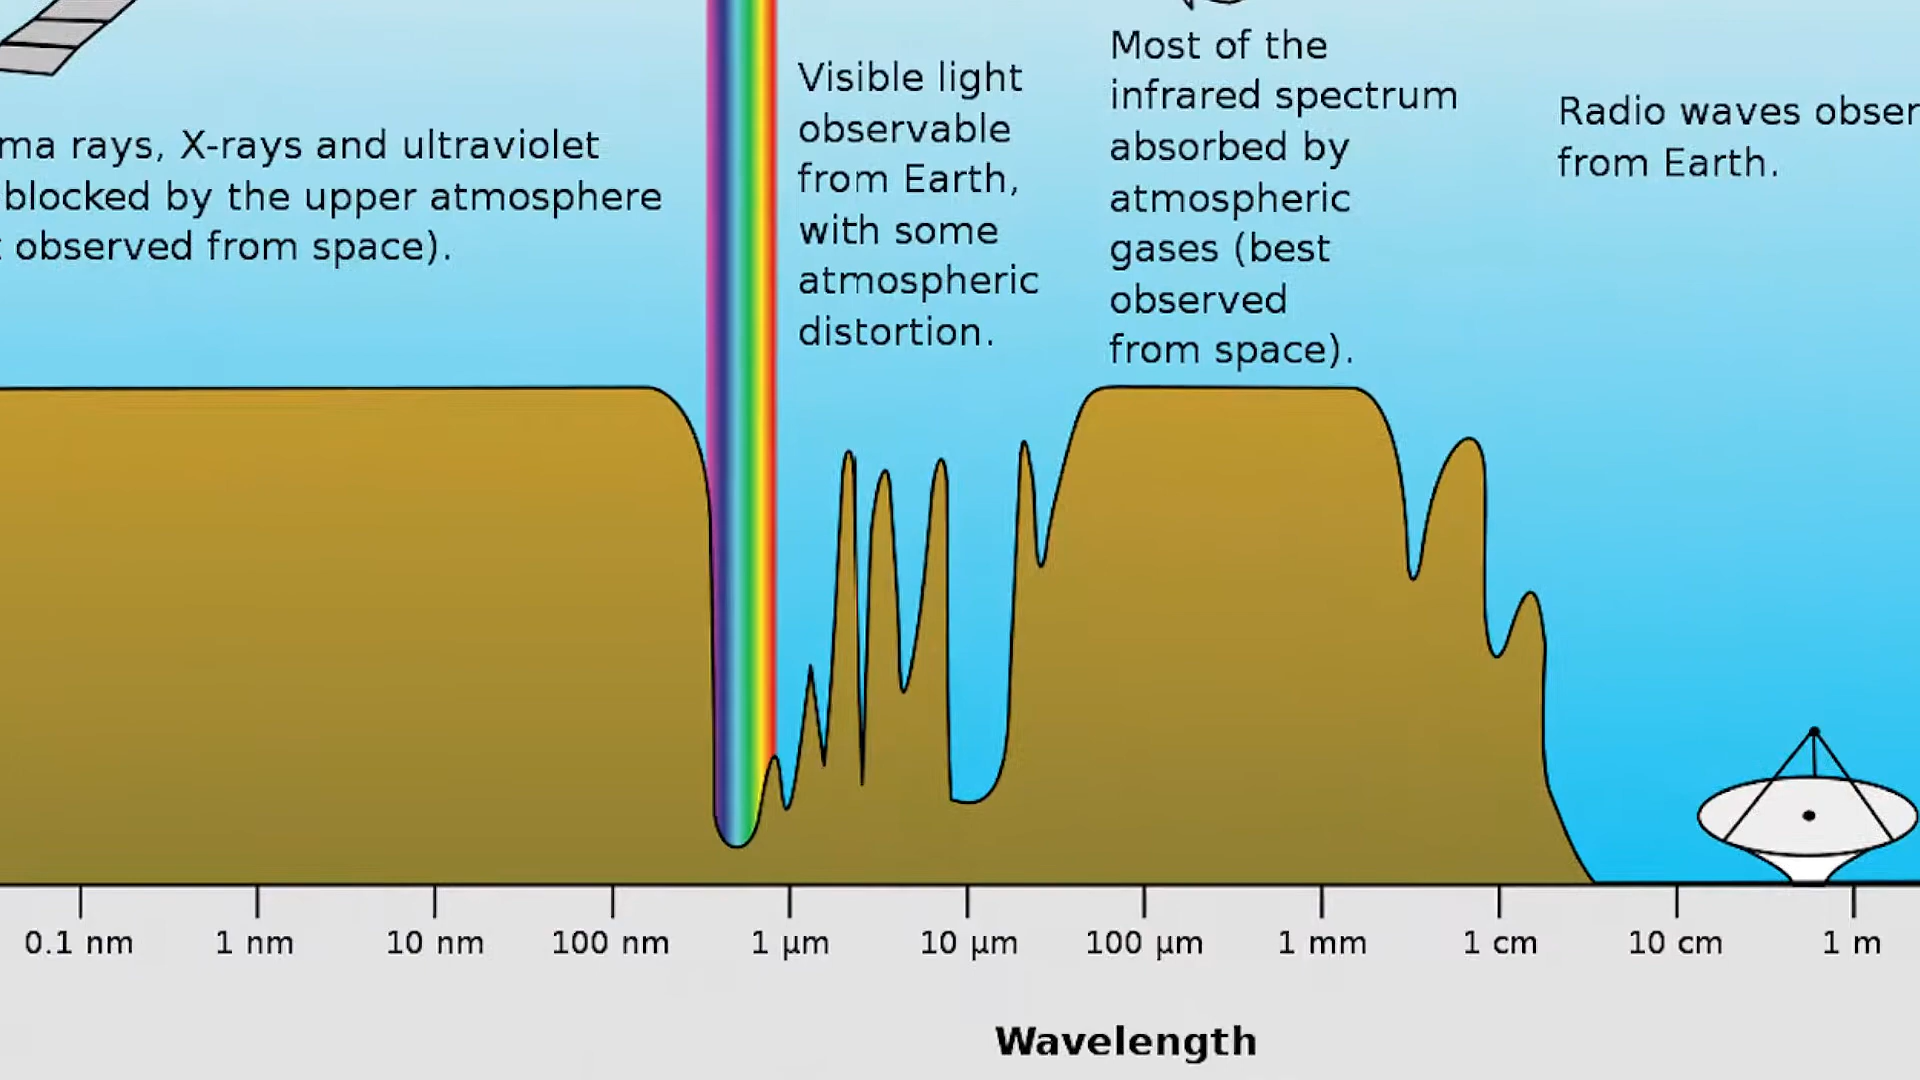 ma rays, X-rays and ultraviolet
blocked by the upper atmosphere
observed from space).
Visible light
observable
from Earth,
with some
atmospheric
distortion.
Most of the
infrared spectrum
absorbed by
atmospheric
gases (best
observed
from space).
Radio waves obser
from Earth.
0.1 nm 1 nm 10 nm 100 nm 1 μm 10 μm 100 μm 1 mm 1 cm 10 cm 1 m
Wavelength